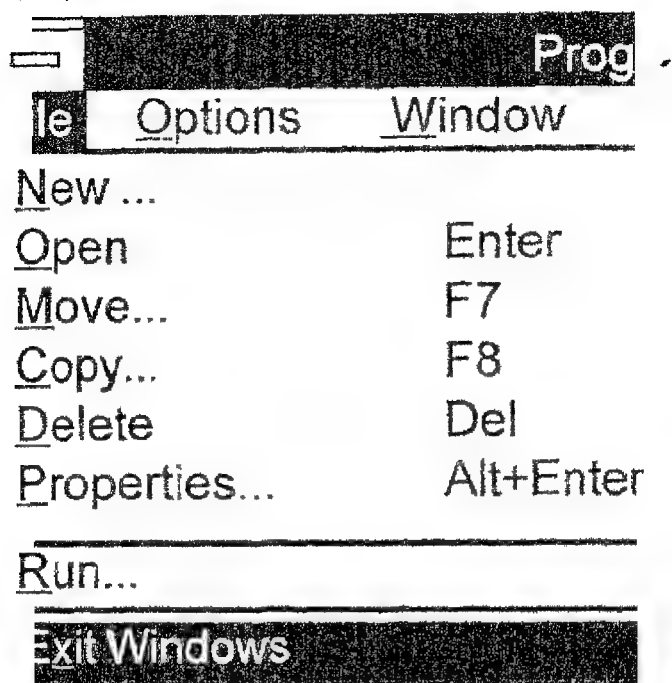 Prog
le Options Window
New ...
Open Enter
Move... F7
Copy... F8
Delete Del
Properties... Alt+Enter
Run...
Exit Windows